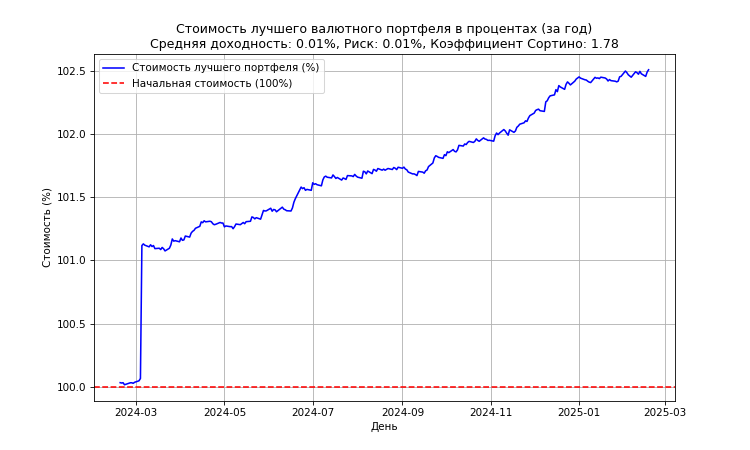 Стоимость лучшего валютного портфеля в процентах (за год)
Средняя доходность: 0.01%, Риск: 0.01%, Коэффициент Сортино: 1.78
Стоимость лучшего портфеля (%)
Начальная стоимость (100%)
Стоимость (%)
102.5
102.0
101.5
101.0
100.5
100.0
2024-03
2024-05
2024-07
2024-09
2024-11
2025-01
2025-03
День